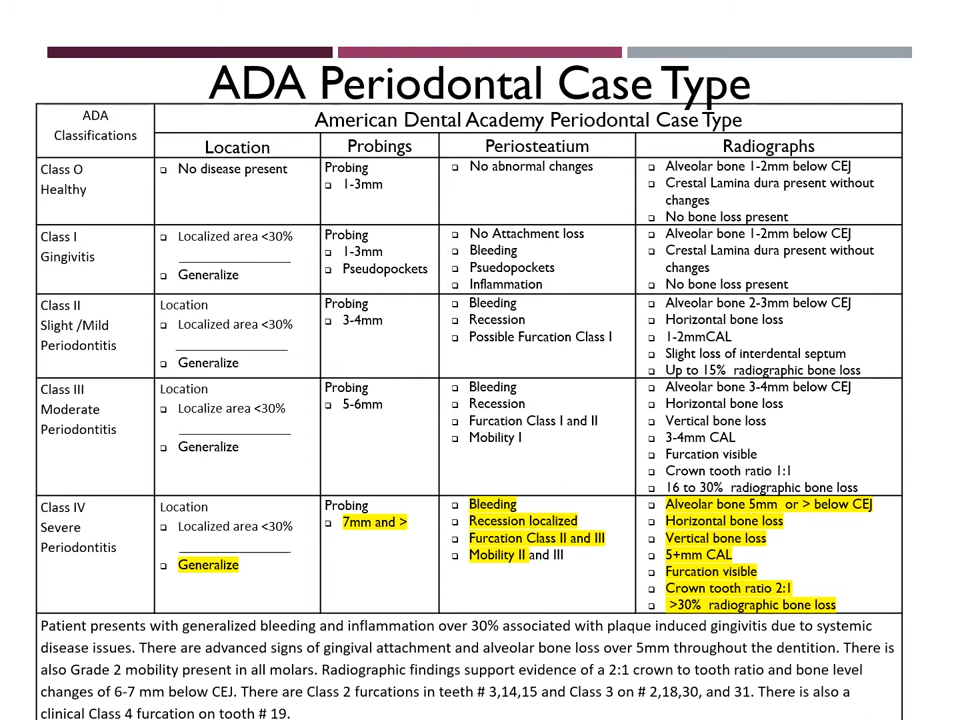 ADA Periodontal Case Type
ADA
Classifications
American Dental Academy Periodontal Case Type
Location
Probings
Periosteatium
Radiographs
Class O
Healthy
No disease present
Probing
1-3mm
No abnormal changes
Alveolar bone 1-2mm below CEJ
Crestal Lamina dura present without
changes
No bone loss present
Class I
Gingivitis
Localized area <30%
Generalize
Probing
1-3mm
Pseudopockets
No Attachment loss
Bleeding
Psuedopockets
Inflammation
Alveolar bone 1-2mm below CEJ
Crestal Lamina dura present without
changes
No bone loss present
Class II
Slight /Mild
Periodontitis
Location
Localized area <30%
Generalize
Probing
3-4mm
Bleeding
Recession
Possible Furcation Class I
Alveolar bone 2-3mm below CEJ
Horizontal bone loss
1-2mmCAL
Slight loss of interdental septum
Up to 15% radiographic bone loss
Class III
Moderate
Periodontitis
Location
Localize area <30%
Generalize
Probing
5-6mm
Bleeding
Recession
Furcation Class I and II
Mobility I
Alveolar bone 3-4mm below CEJ
Horizontal bone loss
Vertical bone loss
3-4mm CAL
Furcation visible
Crown tooth ratio 1:1
16 to 30% radiographic bone loss
Class IV
Severe
Periodontitis
Location
Localized area <30%
Generalize
Probing
7mm and >
Bleeding
Recession localized
Furcation Class II and III
Mobility II and III
Alveolar bone 5mm or > below CEJ
Horizontal bone loss
Vertical bone loss
5+mm CAL
Furcation visible
Crown tooth ratio 2:1
>30% radiographic bone loss
Patient presents with generalized bleeding and inflammation over 30% associated with plaque induced gingivitis due to systemic
disease issues. There are advanced signs of gingival attachment and alveolar bone loss over 5mm throughout the dentition. There is
also Grade 2 mobility present in all molars. Radiographic findings support evidence of a 2:1 crown to tooth ratio and bone level
changes of 6-7 mm below CEJ. There are Class 2 furcations in teeth # 3,14,15 and Class 3 on # 2,18,30, and 31. There is also a
clinical Class 4 furcation on tooth # 19.